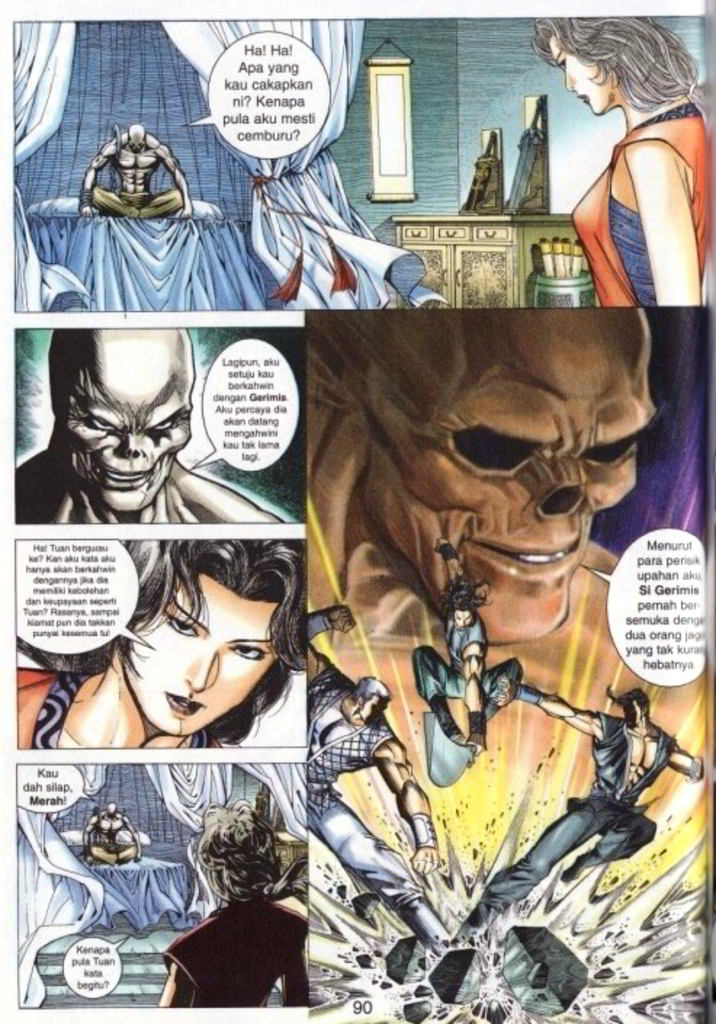 Ha! Ha!
Apa yang
kau cakapkan
ni? Kenapa
pula aku mesti
cemburu?
Lagipun, aku
setuju kau
berkahwin
dengan Gerimis.
Aku percaya dia
akan datang
mengahwini
kau tak lama
lagi.
Ha! Tuan bergurau
ke? Kan aku kata aku
hanya akan berkahwin
dengannya jika dia
memiliki kebolehan
dan keupayaan seperti
Tuan? Rasanya, sampai
kiamat pun dia takkan
punyai kesemua tu!
Kau
dah silap,
Merah!
Kenapa
pula Tuan
kata
begitu?
Menurut
para perisik
upahan aku,
Si Gerimis
pernah ber-
semuka dengan
dua orang
yang tak
hebatnya.
90